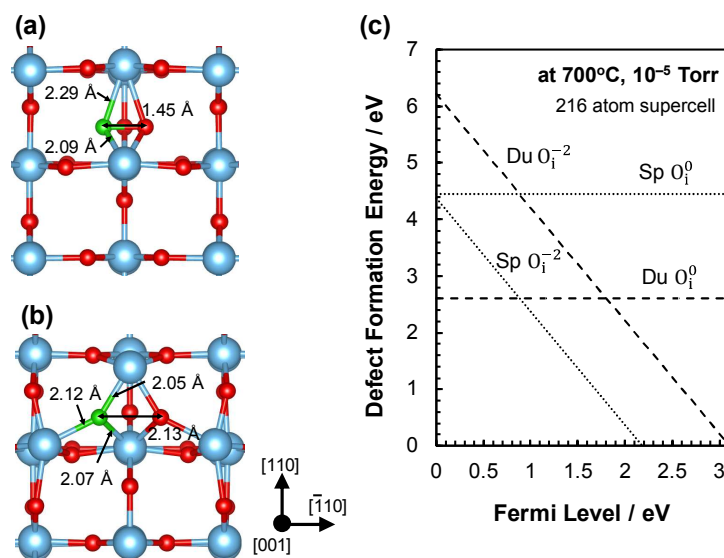 (a)
2.29 Å
1.45 Å
2.09 Å
(b)
2.12 Å
2.05 Å
2.13 Å
2.07 Å
[110]
[1̄10]
[001]
(c)
Defect Formation Energy / eV
7
6
5
4
3
2
1
0
at 700°C, 10⁻⁵ Torr
216 atom supercell
Du O_i^{-2}
Sp O_i^0
Sp O_i^{-2}
Du O_i^0
0 0.5 1 1.5 2 2.5 3
Fermi Level / eV